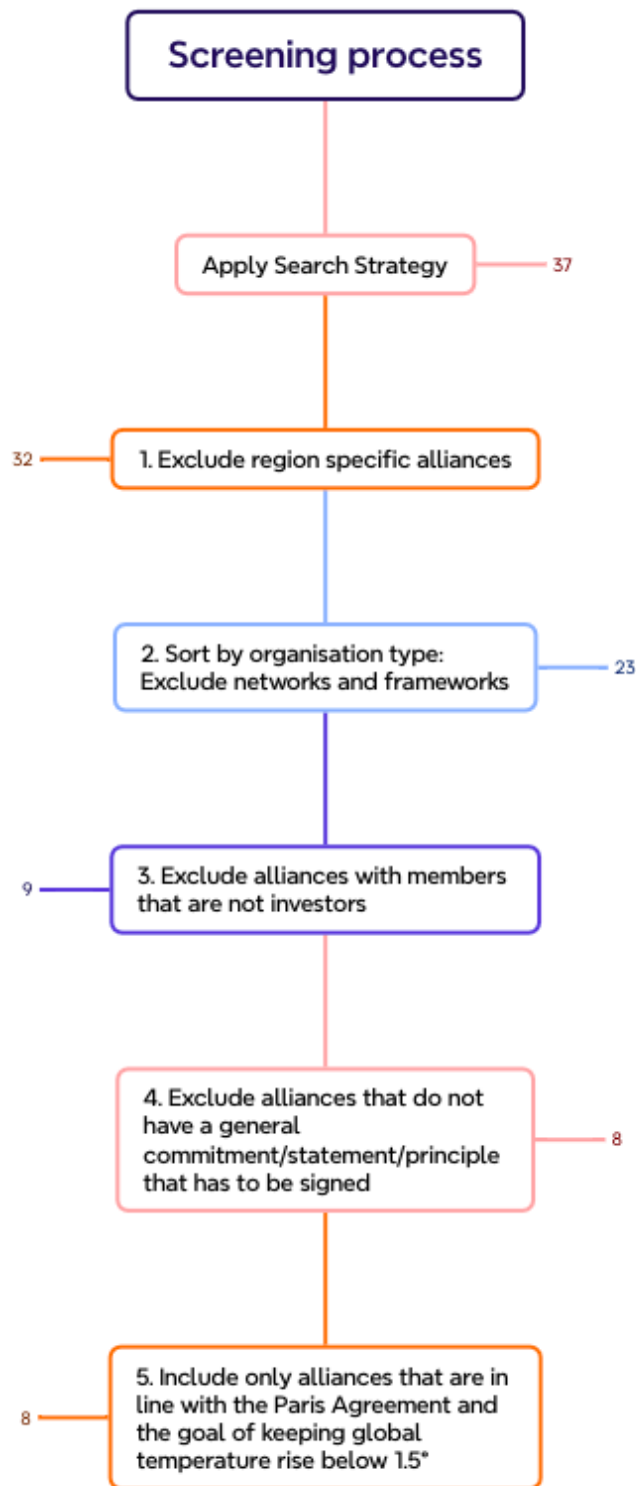 Screening process
Apply Search Strategy
37
32
1. Exclude region specific alliances
2. Sort by organisation type:
Exclude networks and frameworks
23
9
3. Exclude alliances with members
that are not investors
4. Exclude alliances that do not
have a general
commitment/statement/principle
that has to be signed
8
8
5. Include only alliances that are in
line with the Paris Agreement and
the goal of keeping global
temperature rise below 1.5°